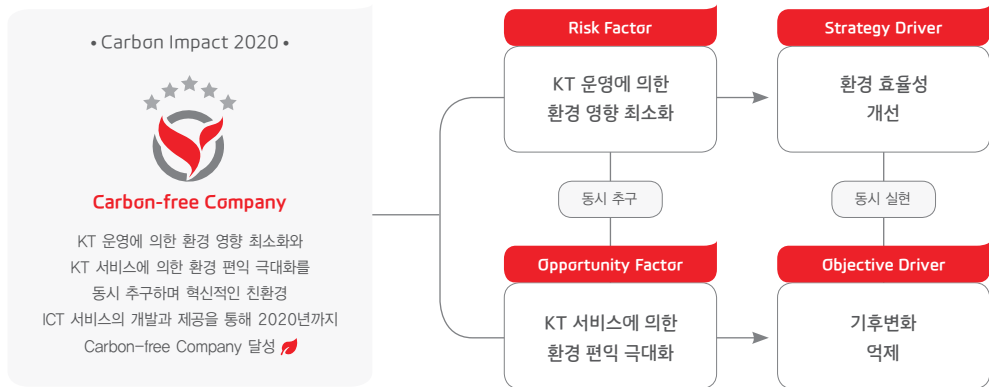 • Carbon Impact 2020 •
Carbon-free Company
KT 운영에 의한 환경 영향 최소화와
KT 서비스에 의한 환경 편익 극대화를
동시 추구하며 혁신적인 친환경
ICT 서비스의 개발과 제공을 통해 2020년까지
Carbon-free Company 달성
Risk Factor
KT 운영에 의한
환경 영향 최소화
Strategy Driver
환경 효율성
개선
동시 추구
동시 실현
Opportunity Factor
KT 서비스에 의한
환경 편익 극대화
Objective Driver
기후변화
억제